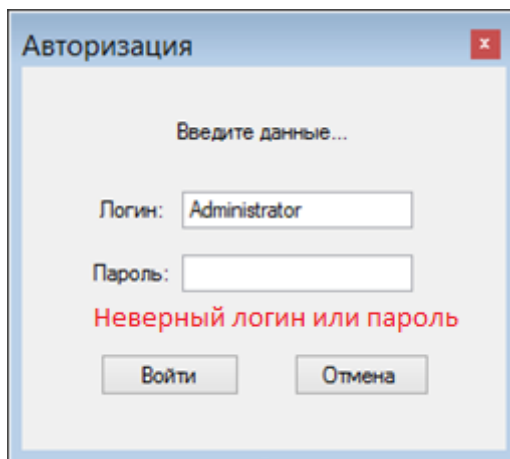 Авторизация
x
Введите данные...
Логин: Administrator
Пароль:
Неверный логин или пароль
Войти Отмена